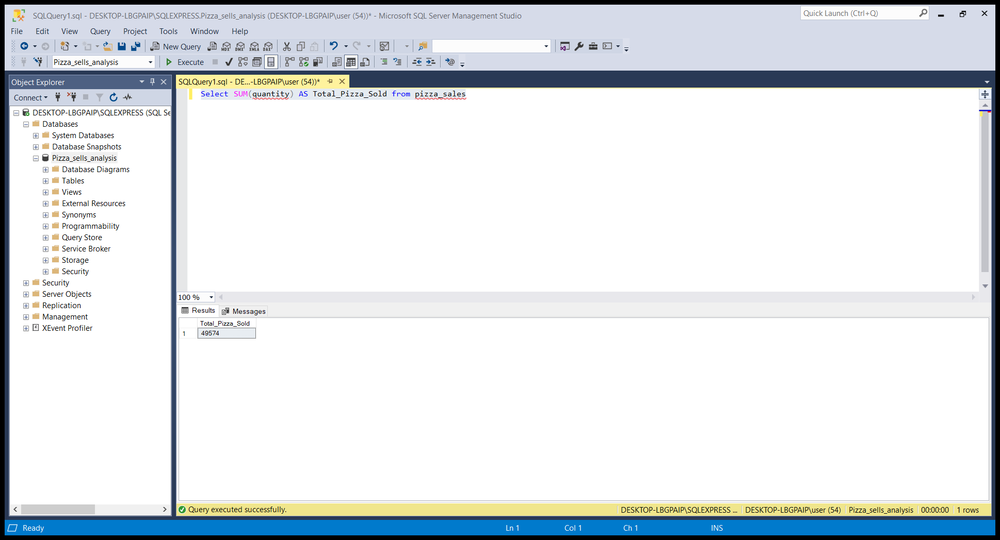 SQLQuery1.sql - DESKTOP-LBGPAIP\SQLEXPRESS.Pizza_sells_analysis (DESKTOP-LBGPAIP\user (54))* - Microsoft SQL Server Management Studio
Quick Launch (Ctrl+Q)
File Edit View Query Project Tools Window Help
New Query MDX DMX XMLA DAX
Pizza_sells_analysis Execute
Object Explorer
SQLQuery1.sql - DE...-LBGPAIP\user (54))*
Connect
Select SUM(quantity) AS Total_Pizza_Sold from pizza_sales
DESKTOP-LBGPAIP\SQLEXPRESS (SQL Se
Databases
System Databases
Database Snapshots
Pizza_sells_analysis
Database Diagrams
Tables
Views
External Resources
Synonyms
Programmability
Query Store
Service Broker
Storage
Security
Security
Server Objects
Replication
Management
XEvent Profiler
100 %
Results Messages
Total_Pizza_Sold
1 49574
Query executed successfully.
DESKTOP-LBGPAIP\SQLEXPRESS ... DESKTOP-LBGPAIP\user (54) Pizza_sells_analysis 00:00:00 1 rows
Ready Ln 1 Col 1 Ch 1 INS